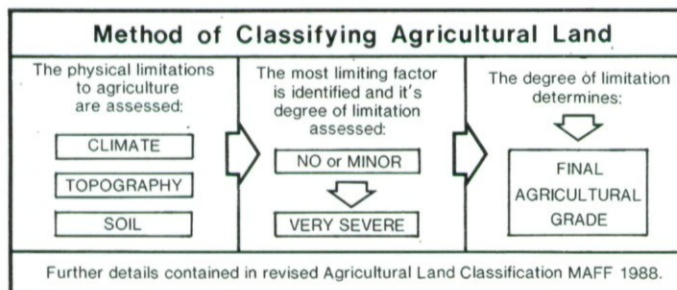 Method of Classifying Agricultural Land
The physical limitations
to agriculture
are assessed:
CLIMATE
TOPOGRAPHY
SOIL
The most limiting factor
is identified and it's
degree of limitation
assessed:
NO or MINOR
VERY SEVERE
The degree of limitation
determines:
FINAL
AGRICULTURAL
GRADE
Further details contained in revised Agricultural Land Classification MAFF 1988.